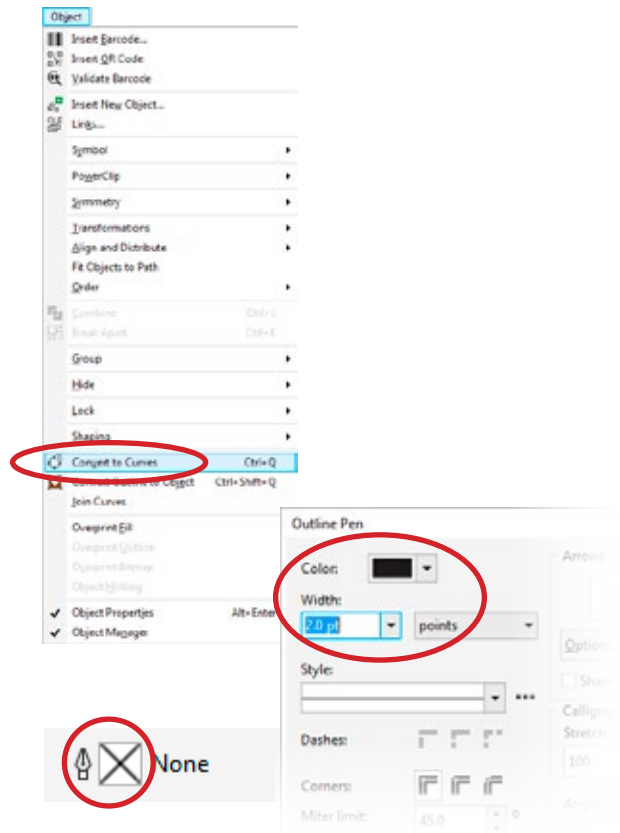 Object
Insert Barcode...
Insert QR Code
Validate Barcode
Insert New Object...
Links...
Symbol
PowerClip
Symmetry
Transformations
Align and Distribute
Fit Objects to Path
Order
Combine Ctrl+L
Break Apart Ctrl+K
Group
Hide
Lock
Shaping
Convert to Curves Ctrl+Q
Convert Outline to Object Ctrl+Shift+Q
Join Curves
Overprint Fill
Overprint Outline
Overprint Bitmap
Object Hinting
Object Properties Alt+Enter
Object Manager
None
Outline Pen
Color:
Width:
2.0 pt points
Style:
Dashes:
Corners:
Miter limit: 45.0 °
Arrows
Options
Calligra
Stretch
100
Angle